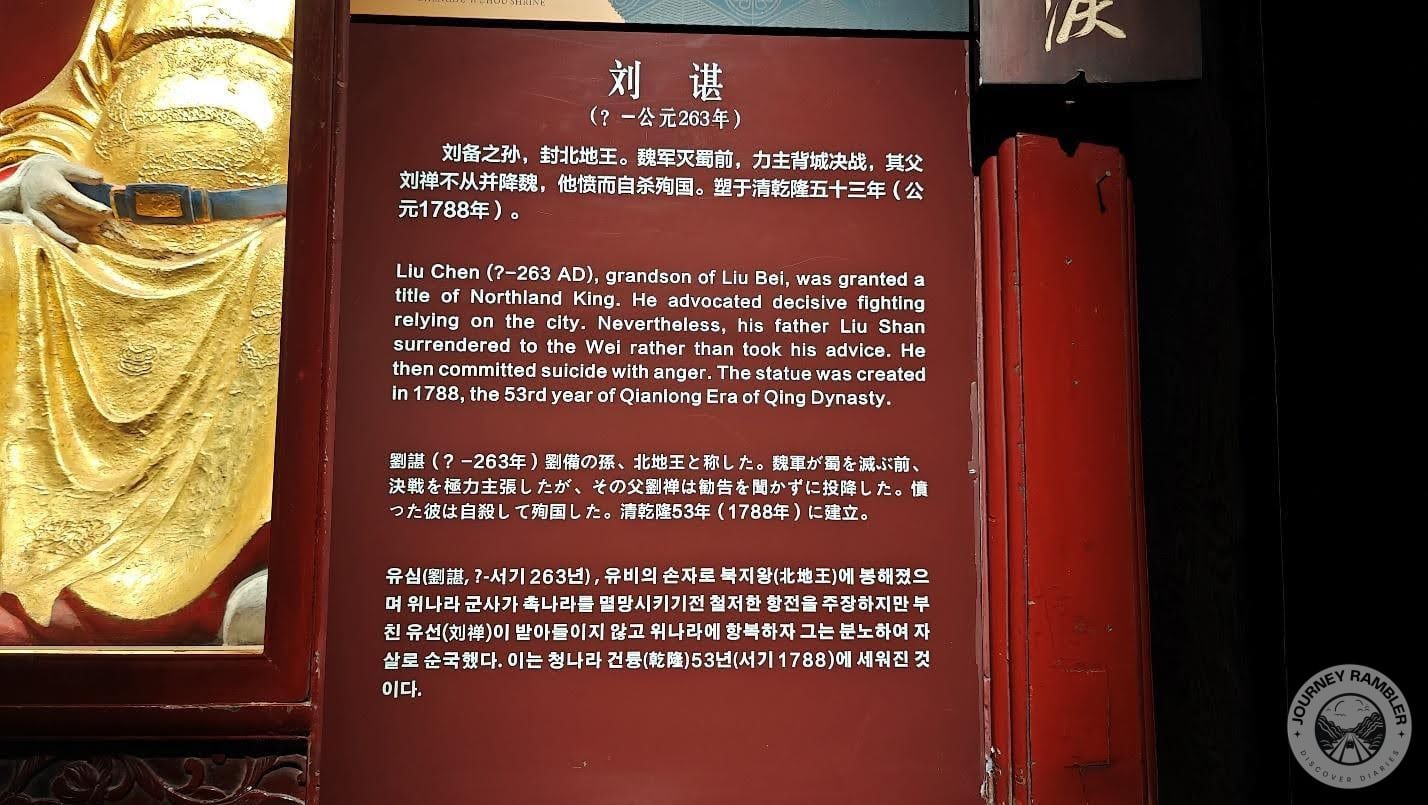 CHENGDU WUHOU SHRINE
淚
刘 谌
（? －公元263年）
刘备之孙，封北地王。魏军灭蜀前，力主背城决战，其父
刘禅不从并降魏，他愤而自杀殉国。塑于清乾隆五十三年（公
元1788年）。
Liu Chen (?-263 AD), grandson of Liu Bei, was granted a
title of Northland King. He advocated decisive fighting
relying on the city. Nevertheless, his father Liu Shan
surrendered to the Wei rather than took his advice. He
then committed suicide with anger. The statue was created
in 1788, the 53rd year of Qianlong Era of Qing Dynasty.
劉諶（? －263年）劉備の孫、北地王と称した。魏軍が蜀を滅ぶ前、
決戦を極力主張したが、その父劉禅は勧告を聞かずに投降した。憤
った彼は自殺して殉国した。清乾隆53年（1788年）に建立。
유심(劉諶, ?-서기 263년) , 유비의 손자로 북지왕(北地王)에 봉해졌으
며 위나라 군사가 촉나라를 멸망시키기전 철저한 항전을 주장하지만 부
친 유선(刘禅)이 받아들이지 않고 위나라에 항복하자 그는 분노하여 자
살로 순국했다. 이는 청나라 건륭(乾隆)53년(서기 1788)에 세워진 것
이다.
JOURNEY RAMBLER
DISCOVER DIARIES